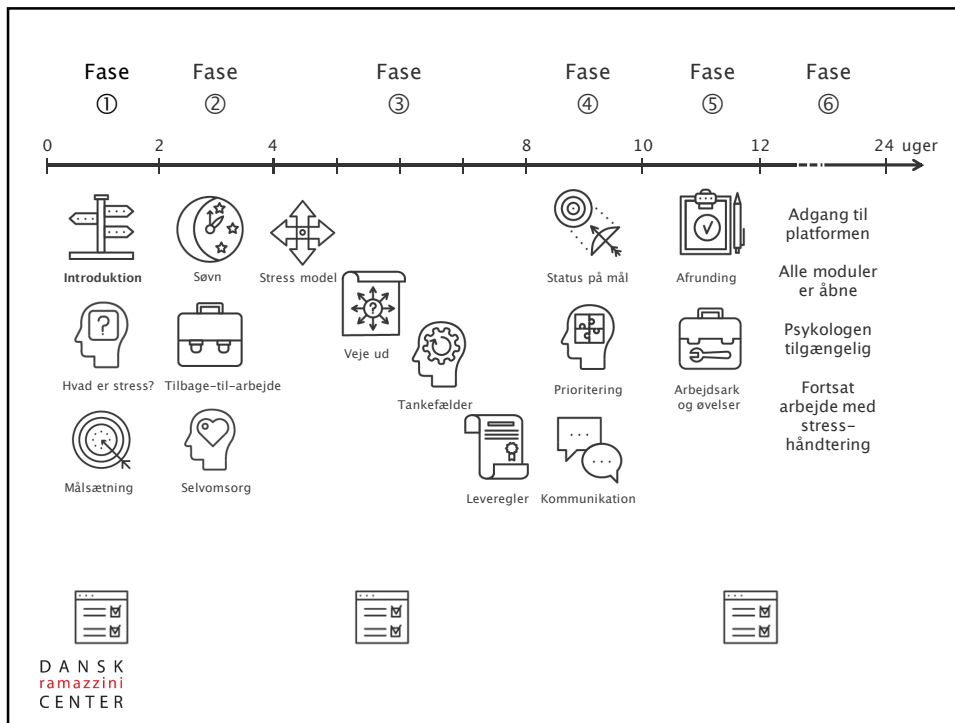 Fase
Fase
Fase
Fase
Fase
Fase
①
②
③
④
⑤
⑥
0
2
4
6
8
10
12
24 uger
Introduktion
Søvn
Stress model
Status på mål
Afrunding
Adgang til
platformen
Alle moduler
er åbne
?
Hvad er stress?
Tilbage-til-arbejde
?
Veje ud
Tankefælder
Prioritering
Arbejdsark
og øvelser
Psykologen
tilgængelig
Fortsat
arbejde med
stress-
håndtering
Målsætning
Selvomsorg
Leveregler
Kommunikation
DANSK
ramazzini
CENTER